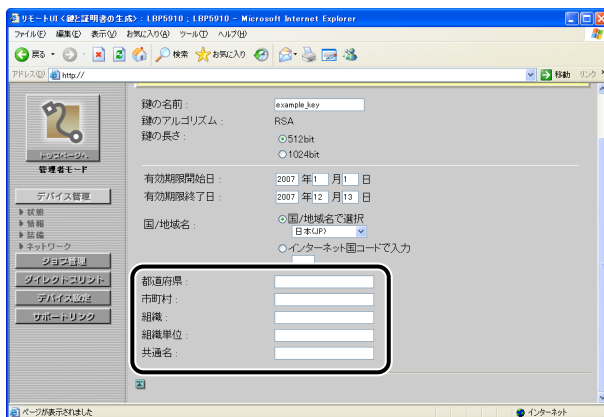 リモートUI <鍵と証明書の生成> : LBP5910 ; LBP5910 - Microsoft Internet Explorer
ファイル(F) 編集(E) 表示(V) お気に入り(A) ツール(T) ヘルプ(H)
戻る 検索 お気に入り
アドレス(D) http:// 移動 リンク
鍵の名前 : example_key
鍵のアルゴリズム : RSA
鍵の長さ : 512bit
1024bit
トップページへ
管理者モード
有効期限開始日 : 2007 年 1 月 1 日
有効期限終了日 : 2007 年 12 月 13 日
デバイス管理
状態
情報
装備
ネットワーク
国/地域名 : 国/地域名で選択
日本(JP)
インターネット国コードで入力
ジョブ管理
ダイレクトプリント
デバイス設定
サポートリンク
都道府県 :
市町村 :
組織 :
組織単位 :
共通名 :
ページが表示されました インターネット